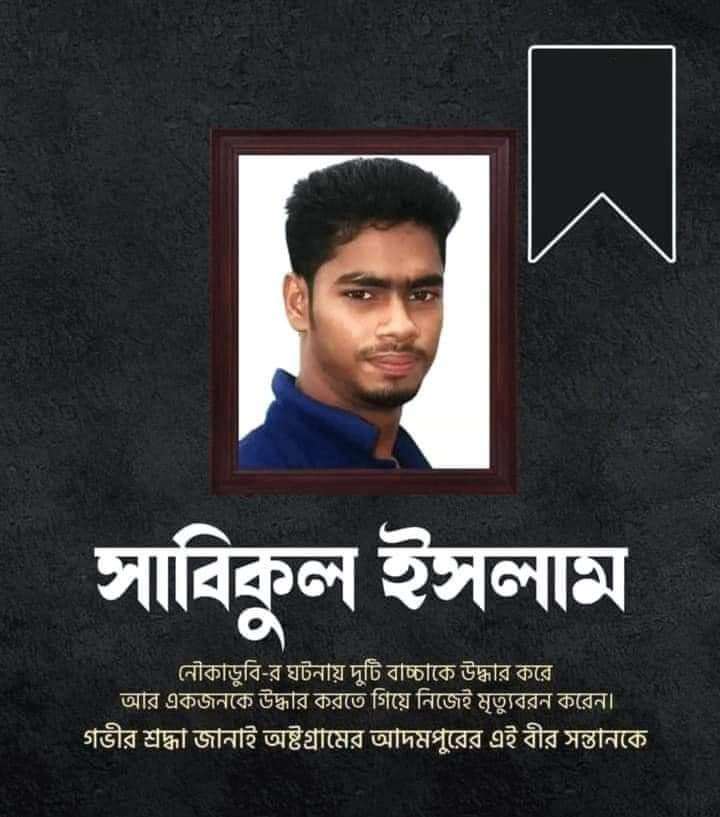 সাবিকুল ইসলাম
নৌকাডুবি-র ঘটনায় দুটি বাচ্চাকে উদ্ধার করে
আর একজনকে উদ্ধার করতে গিয়ে নিজেই মৃত্যুবরন করেন।
গভীর শ্রদ্ধা জানাই অষ্টগ্রামের আদমপুরের এই বীর সন্তানকে